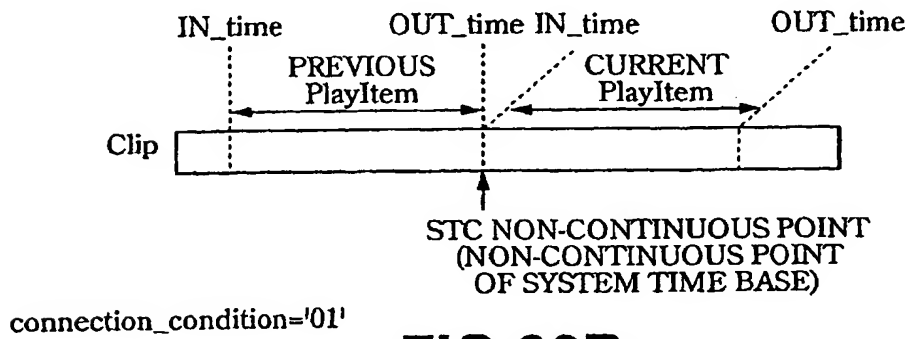 IN_time OUT_time IN_time OUT_time
PREVIOUS PlayItem
CURRENT PlayItem
Clip
STC NON-CONTINUOUS POINT
(NON-CONTINUOUS POINT
OF SYSTEM TIME BASE)
connection_condition='01'